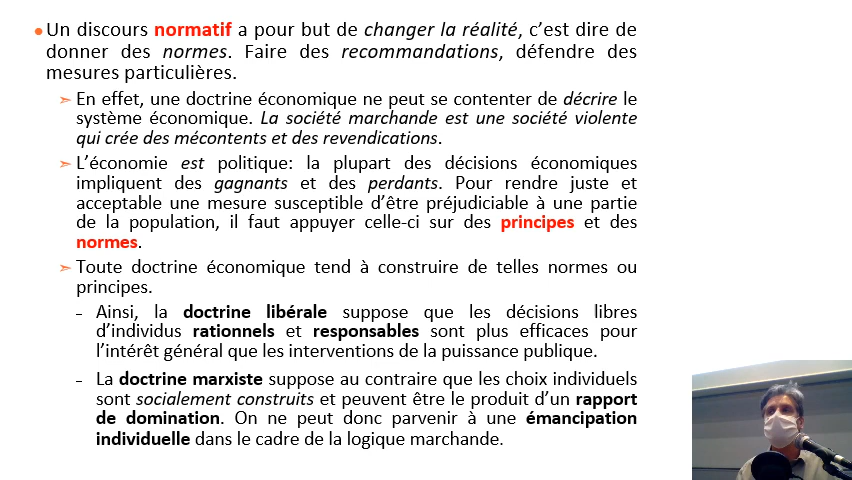 • Un discours normatif a pour but de changer la réalité, c’est dire de
donner des normes. Faire des recommandations, défendre des
mesures particulières.
➢ En effet, une doctrine économique ne peut se contenter de décrire le
système économique. La société marchande est une société violente
qui crée des mécontents et des revendications.
➢ L’économie est politique: la plupart des décisions économiques
impliquent des gagnants et des perdants. Pour rendre juste et
acceptable une mesure susceptible d’être préjudiciable à une partie
de la population, il faut appuyer celle-ci sur des principes et des
normes.
➢ Toute doctrine économique tend à construire de telles normes ou
principes.
– Ainsi, la doctrine libérale suppose que les décisions libres
d’individus rationnels et responsables sont plus efficaces pour
l’intérêt général que les interventions de la puissance publique.
– La doctrine marxiste suppose au contraire que les choix individuels
sont socialement construits et peuvent être le produit d’un rapport
de domination. On ne peut donc parvenir à une émancipation
individuelle dans le cadre de la logique marchande.